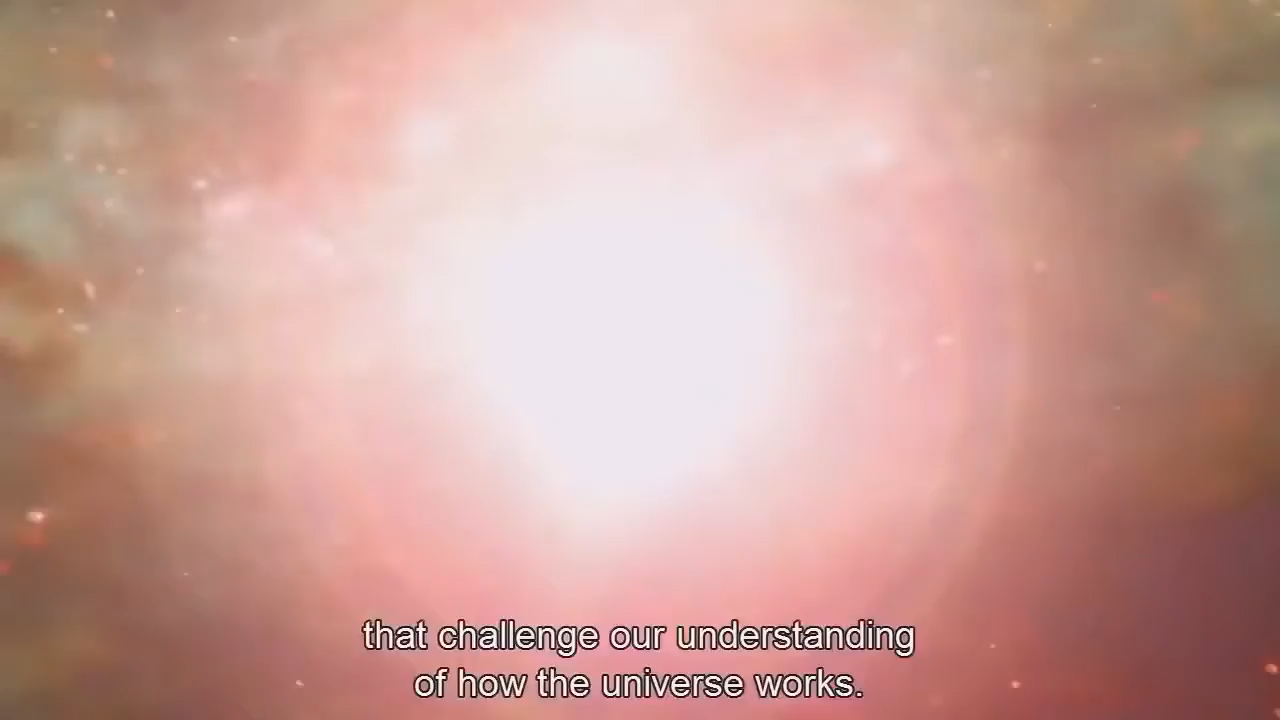 that challenge our understanding
of how the universe works.